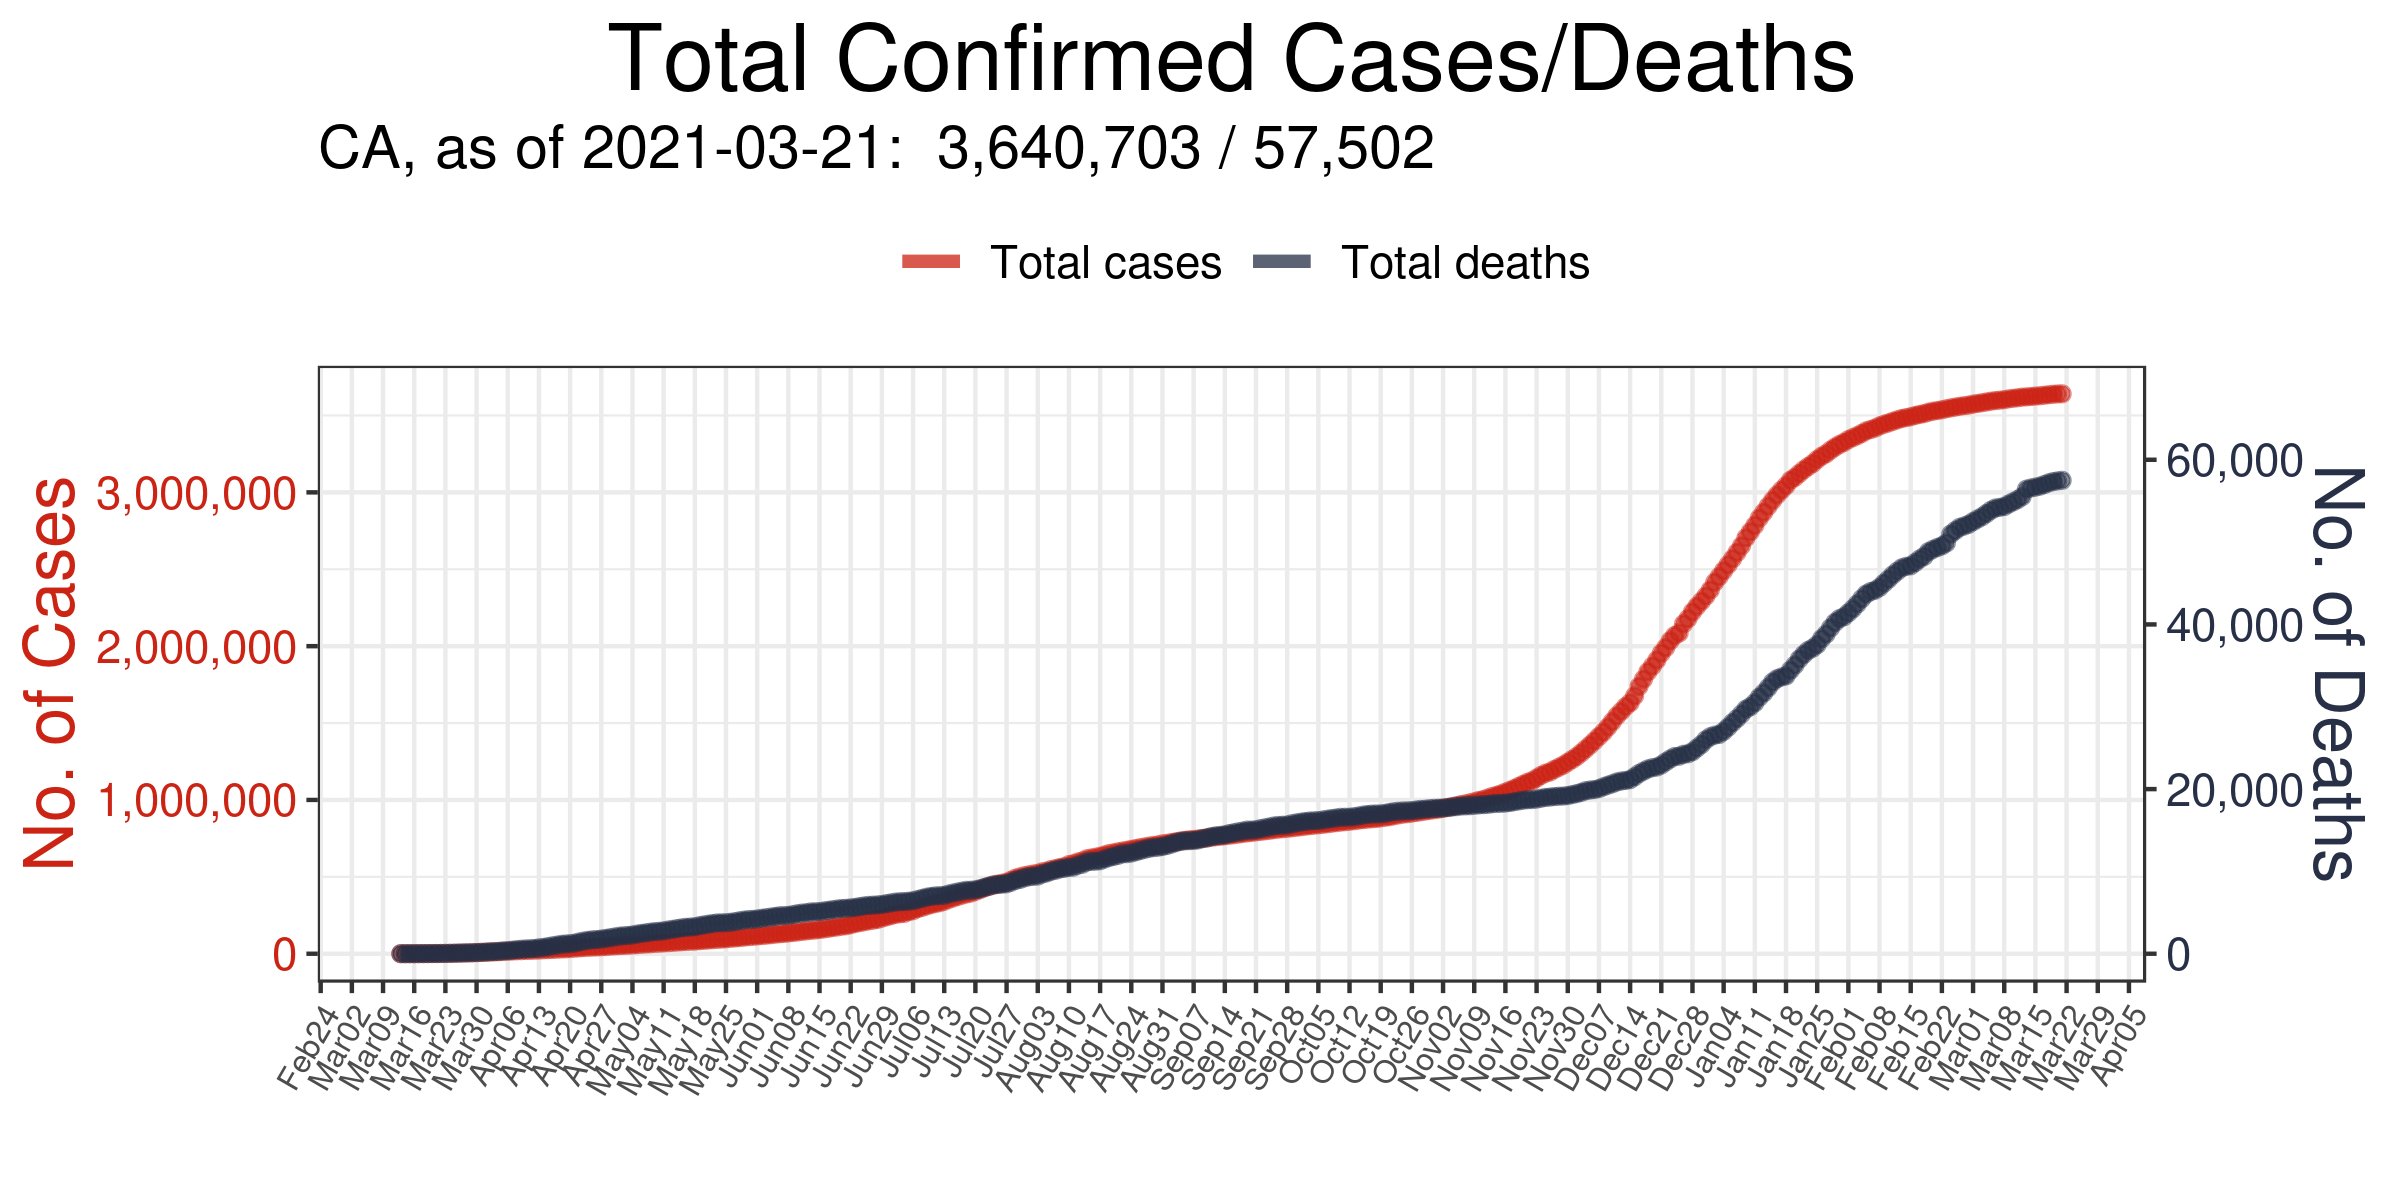 Total Confirmed Cases/Deaths
CA, as of 2021-03-21:  3,640,703 / 57,502
Total cases
Total deaths
No. of Cases
3,000,000
2,000,000
1,000,000
0
60,000
40,000
20,000
0
No. of Deaths
Feb24
Mar02
Mar09
Mar16
Mar23
Mar30
Apr06
Apr13
Apr20
Apr27
May04
May11
May18
May25
Jun01
Jun08
Jun15
Jun22
Jun29
Jul06
Jul13
Jul20
Jul27
Aug03
Aug10
Aug17
Aug24
Aug31
Sep07
Sep14
Sep21
Sep28
Oct05
Oct12
Oct19
Oct26
Nov02
Nov09
Nov16
Nov23
Nov30
Dec07
Dec14
Dec21
Dec28
Jan04
Jan11
Jan18
Jan25
Feb01
Feb08
Feb15
Feb22
Mar01
Mar08
Mar15
Mar22
Mar29
Apr05